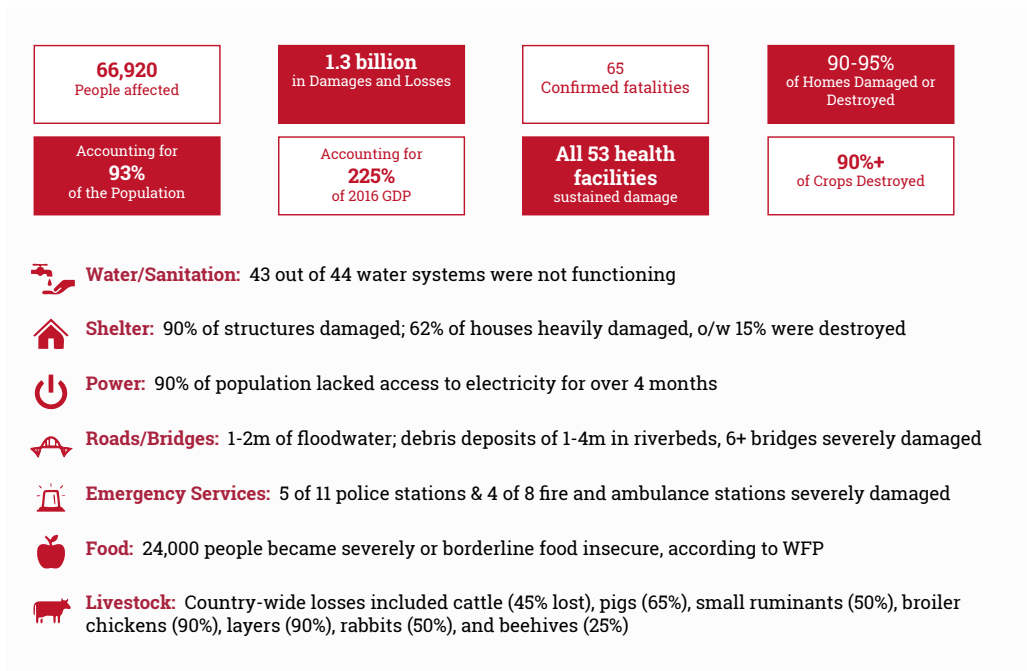 66,920
People affected
1.3 billion
in Damages and Losses
65
Confirmed fatalities
90-95%
of Homes Damaged or
Destroyed
Accounting for
93%
of the Population
Accounting for
225%
of 2016 GDP
All 53 health
facilities
sustained damage
90%+
of Crops Destroyed
Water/Sanitation: 43 out of 44 water systems were not functioning
Shelter: 90% of structures damaged; 62% of houses heavily damaged, o/w 15% were destroyed
Power: 90% of population lacked access to electricity for over 4 months
Roads/Bridges: 1-2m of floodwater; debris deposits of 1-4m in riverbeds, 6+ bridges severely damaged
Emergency Services: 5 of 11 police stations & 4 of 8 fire and ambulance stations severely damaged
Food: 24,000 people became severely or borderline food insecure, according to WFP
Livestock: Country-wide losses included cattle (45% lost), pigs (65%), small ruminants (50%), broiler
chickens (90%), layers (90%), rabbits (50%), and beehives (25%)